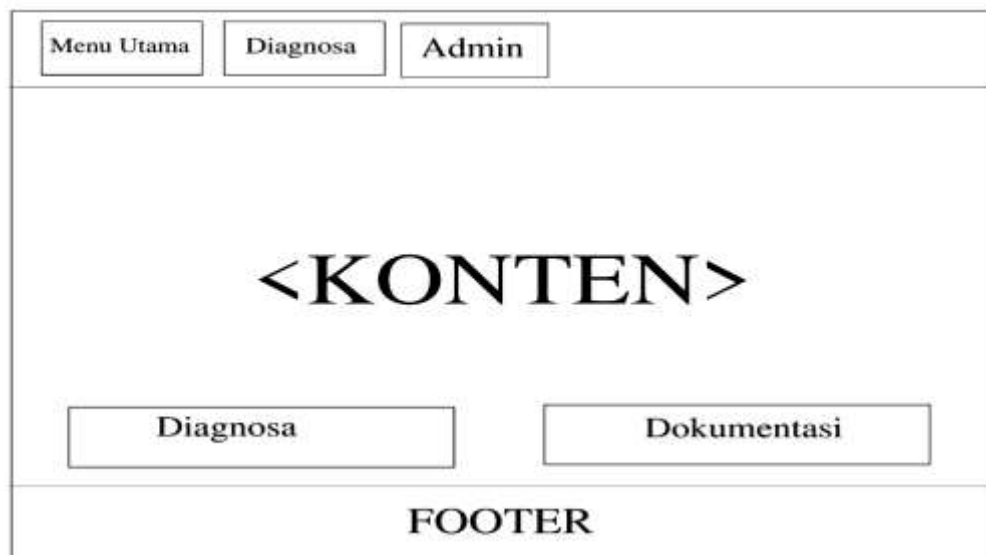 Menu Utama Diagnosa Admin
<KONTEN>
Diagnosa Dokumentasi
FOOTER